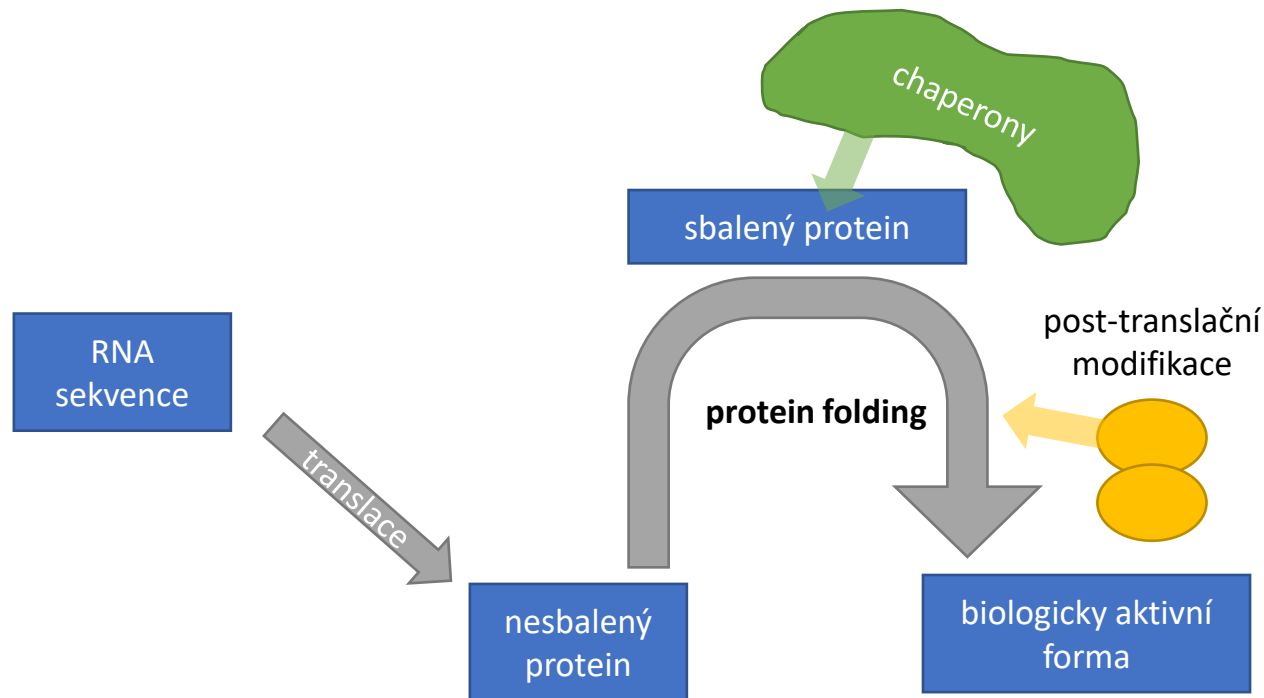 chaperony
sbalený protein
RNA
sekvence
post-translační
modifikace
protein folding
translace
nesbalený
protein
biologicky aktivní
forma